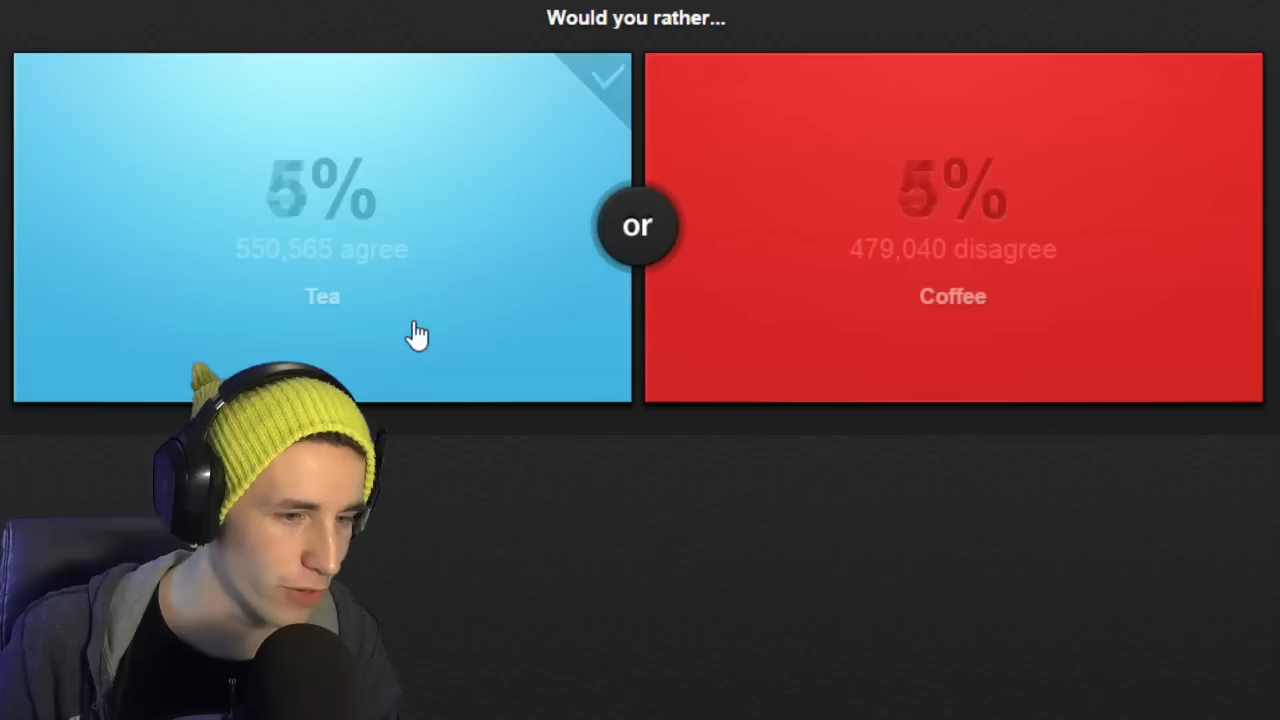 Would you rather...
5%
550,565 agree
Tea
or
5%
479,040 disagree
Coffee